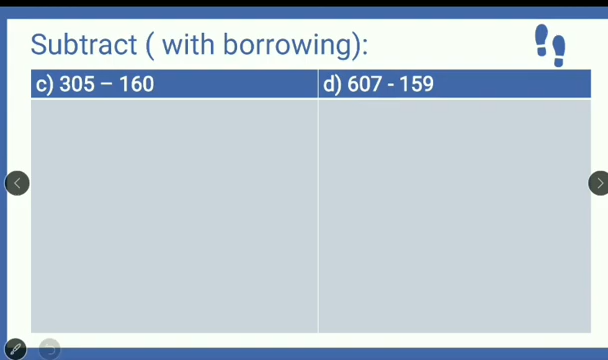 Subtract ( with borrowing):
c) 305 – 160
d) 607 - 159